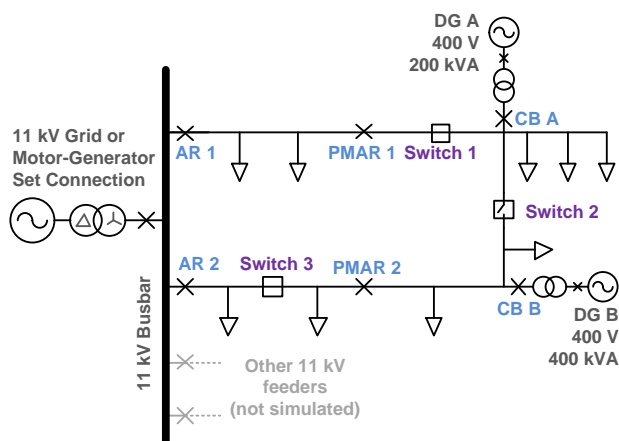 DG A
400 V
200 kVA
11 kV Grid or
Motor-Generator
Set Connection
AR 1
PMAR 1
Switch 1
CB A
Switch 2
AR 2
Switch 3
PMAR 2
CB B
DG B
400 V
400 kVA
11 kV Busbar
Other 11 kV
feeders
(not simulated)